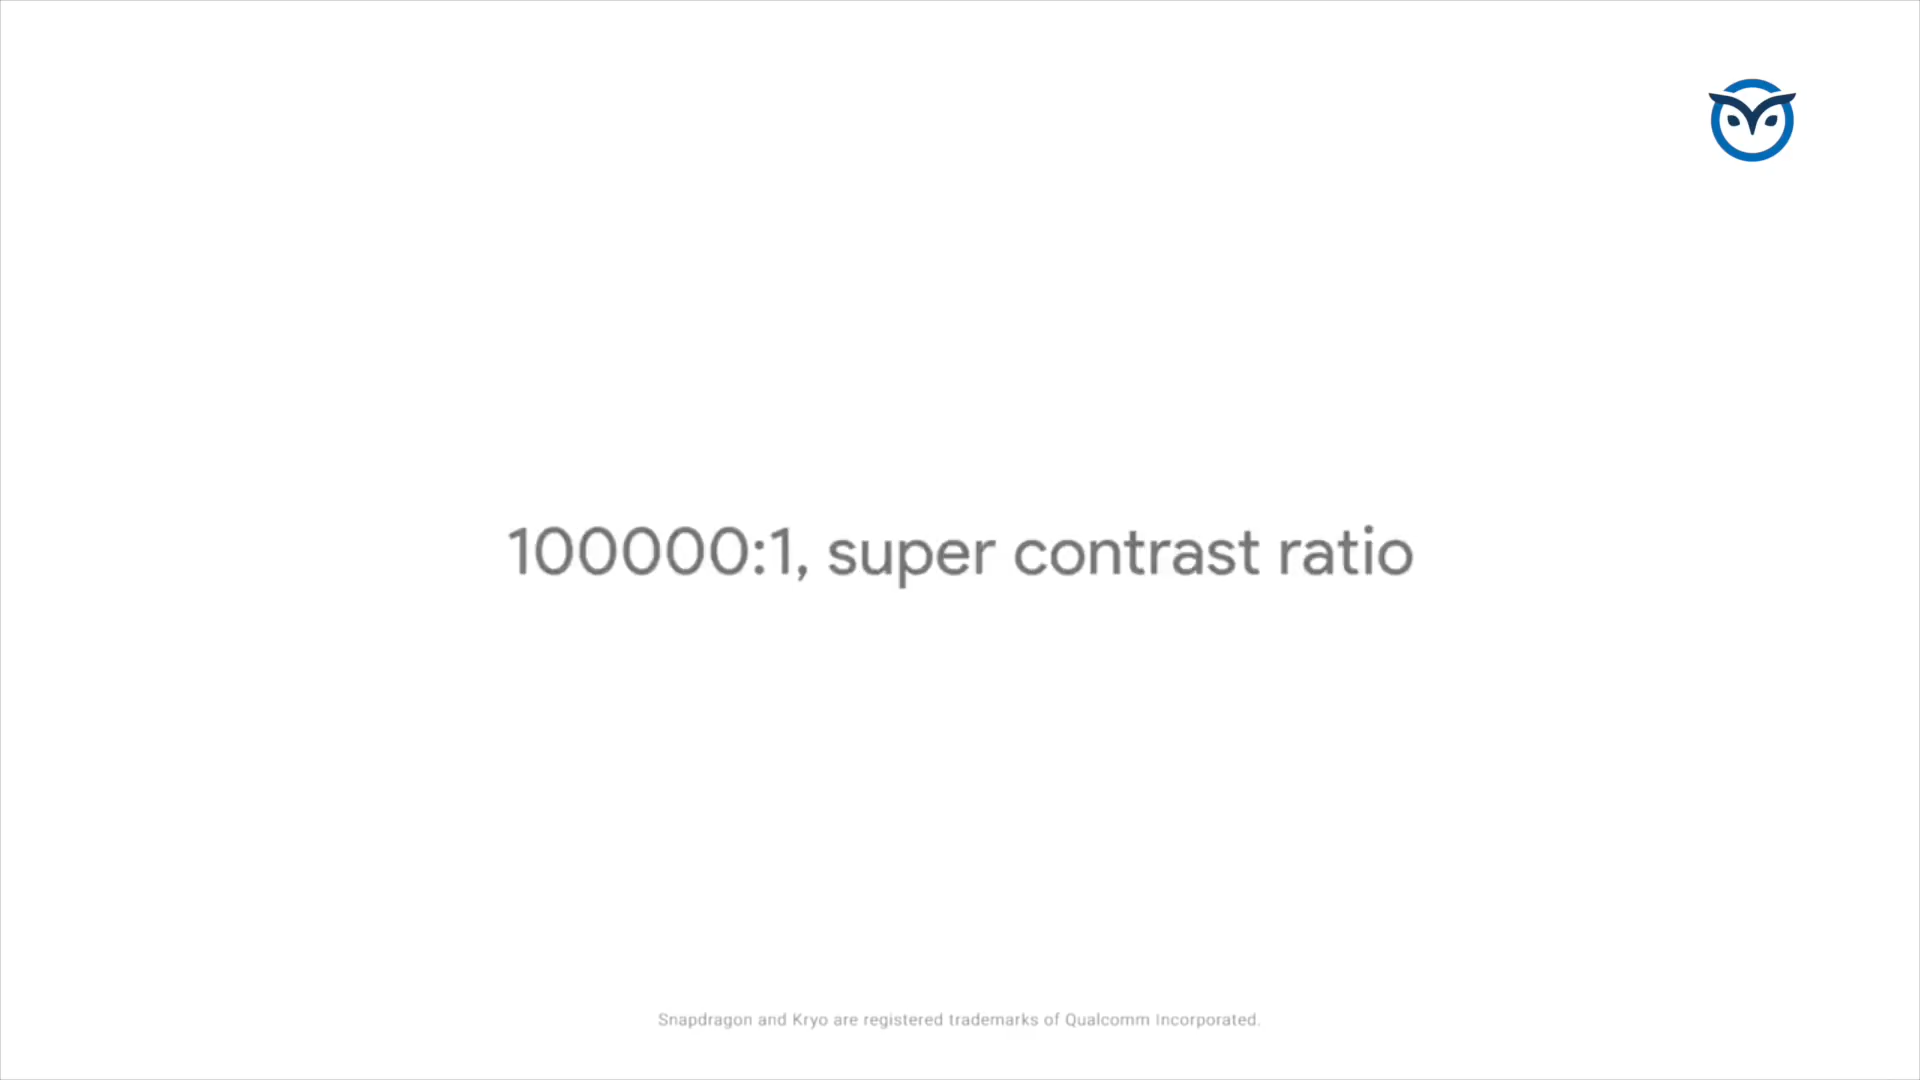 100000:1, super contrast ratio
Snapdragon and Kryo are registered trademarks of Qualcomm Incorporated.